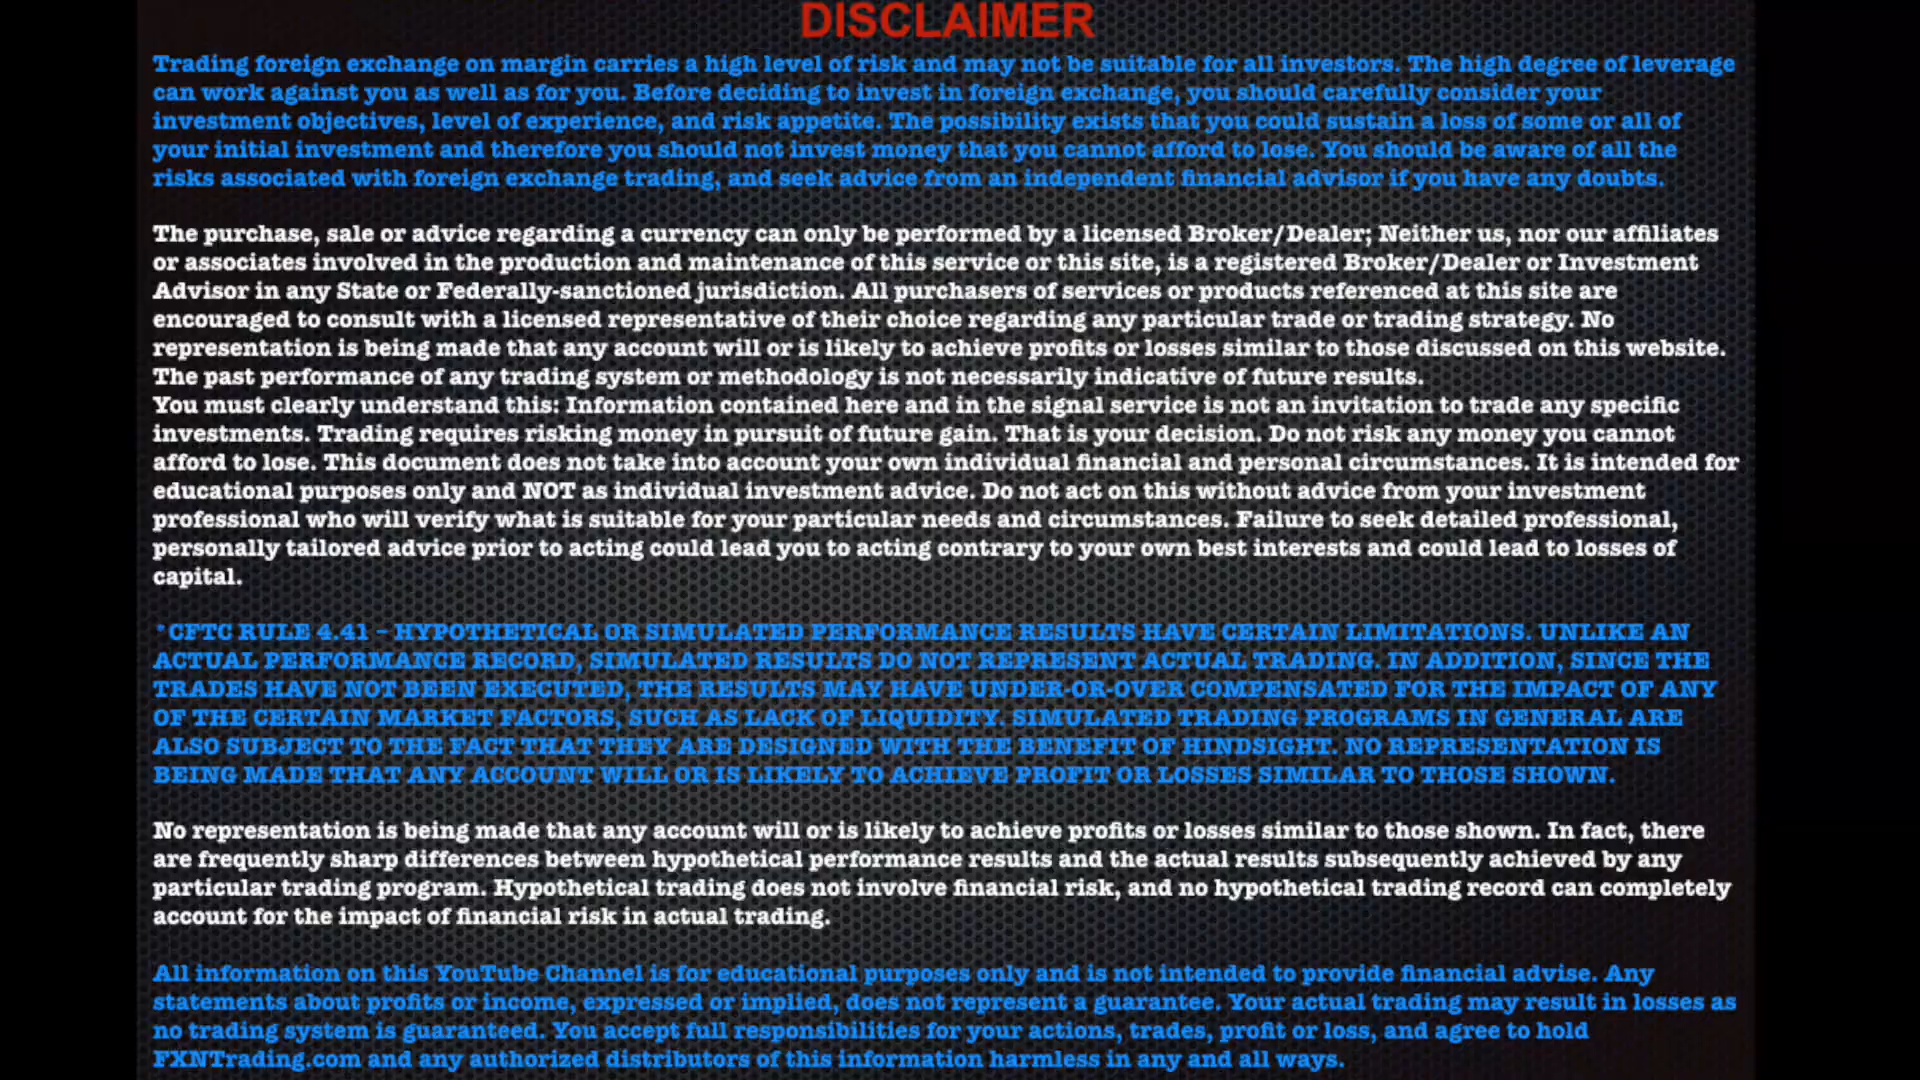 DISCLAIMER
Trading foreign exchange on margin carries a high level of risk and may not be suitable for all investors. The high degree of leverage
can work against you as well as for you. Before deciding to invest in foreign exchange, you should carefully consider your
investment objectives, level of experience, and risk appetite. The possibility exists that you could sustain a loss of some or all of
your initial investment and therefore you should not invest money that you cannot afford to lose. You should be aware of all the
risks associated with foreign exchange trading, and seek advice from an independent financial advisor if you have any doubts.
The purchase, sale or advice regarding a currency can only be performed by a licensed Broker/Dealer; Neither us, nor our affiliates
or associates involved in the production and maintenance of this service or this site, is a registered Broker/Dealer or Investment
Advisor in any State or Federally-sanctioned jurisdiction. All purchasers of services or products referenced at this site are
encouraged to consult with a licensed representative of their choice regarding any particular trade or trading strategy. No
representation is being made that any account will or is likely to achieve profits or losses similar to those discussed on this website.
The past performance of any trading system or methodology is not necessarily indicative of future results.
You must clearly understand this: Information contained here and in the signal service is not an invitation to trade any specific
investments. Trading requires risking money in pursuit of future gain. That is your decision. Do not risk any money you cannot
afford to lose. This document does not take into account your own individual financial and personal circumstances. It is intended for
educational purposes only and NOT as individual investment advice. Do not act on this without advice from your investment
professional who will verify what is suitable for your particular needs and circumstances. Failure to seek detailed professional,
personally tailored advice prior to acting could lead you to acting contrary to your own best interests and could lead to losses of
capital.
*CFTC RULE 4.41 – HYPOTHETICAL OR SIMULATED PERFORMANCE RESULTS HAVE CERTAIN LIMITATIONS. UNLIKE AN
ACTUAL PERFORMANCE RECORD, SIMULATED RESULTS DO NOT REPRESENT ACTUAL TRADING. IN ADDITION, SINCE THE
TRADES HAVE NOT BEEN EXECUTED, THE RESULTS MAY HAVE UNDER-OR-OVER COMPENSATED FOR THE IMPACT OF ANY
OF THE CERTAIN MARKET FACTORS, SUCH AS LACK OF LIQUIDITY. SIMULATED TRADING PROGRAMS IN GENERAL ARE
ALSO SUBJECT TO THE FACT THAT THEY ARE DESIGNED WITH THE BENEFIT OF HINDSIGHT. NO REPRESENTATION IS
BEING MADE THAT ANY ACCOUNT WILL OR IS LIKELY TO ACHIEVE PROFIT OR LOSSES SIMILAR TO THOSE SHOWN.
No representation is being made that any account will or is likely to achieve profits or losses similar to those shown. In fact, there
are frequently sharp differences between hypothetical performance results and the actual results subsequently achieved by any
particular trading program. Hypothetical trading does not involve financial risk, and no hypothetical trading record can completely
account for the impact of financial risk in actual trading.
All information on this YouTube Channel is for educational purposes only and is not intended to provide financial advise. Any
statements about profits or income, expressed or implied, does not represent a guarantee. Your actual trading may result in losses as
no trading system is guaranteed. You accept full responsibilities for your actions, trades, profit or loss, and agree to hold
FXNTrading.com and any authorized distributors of this information harmless in any and all ways.